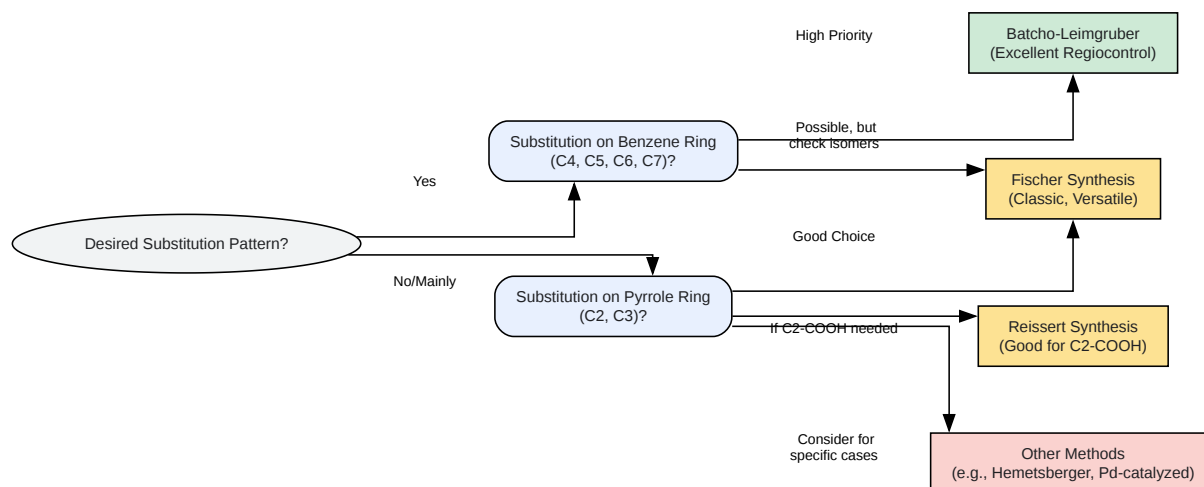 High Priority
Batcho-Leimgruber
(Excellent Regiocontrol)
Substitution on Benzene Ring
(C4, C5, C6, C7)?
Possible, but
check isomers
Yes
Fischer Synthesis
(Classic, Versatile)
Desired Substitution Pattern?
Good Choice
No/Mainly
Substitution on Pyrrole Ring
(C2, C3)?
If C2-COOH needed
Reissert Synthesis
(Good for C2-COOH)
Consider for
specific cases
Other Methods
(e.g., Hemetsberger, Pd-catalyzed)